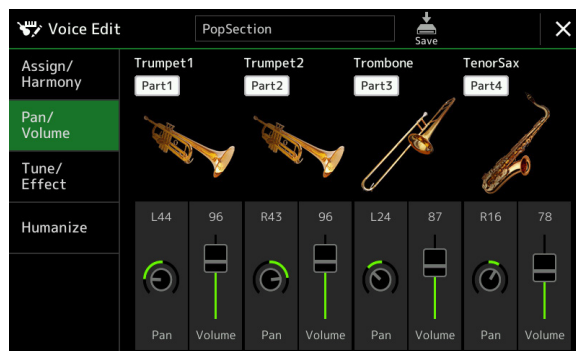 Voice Edit
PopSection
Save
Assign/
Harmony
Pan/
Volume
Tune/
Effect
Humanize
Trumpet1 Trumpet2 Trombone TenorSax
Part1 Part2 Part3 Part4
L44 96 R43 96 L24 87 R16 78
Pan Volume Pan Volume Pan Volume Pan Volume